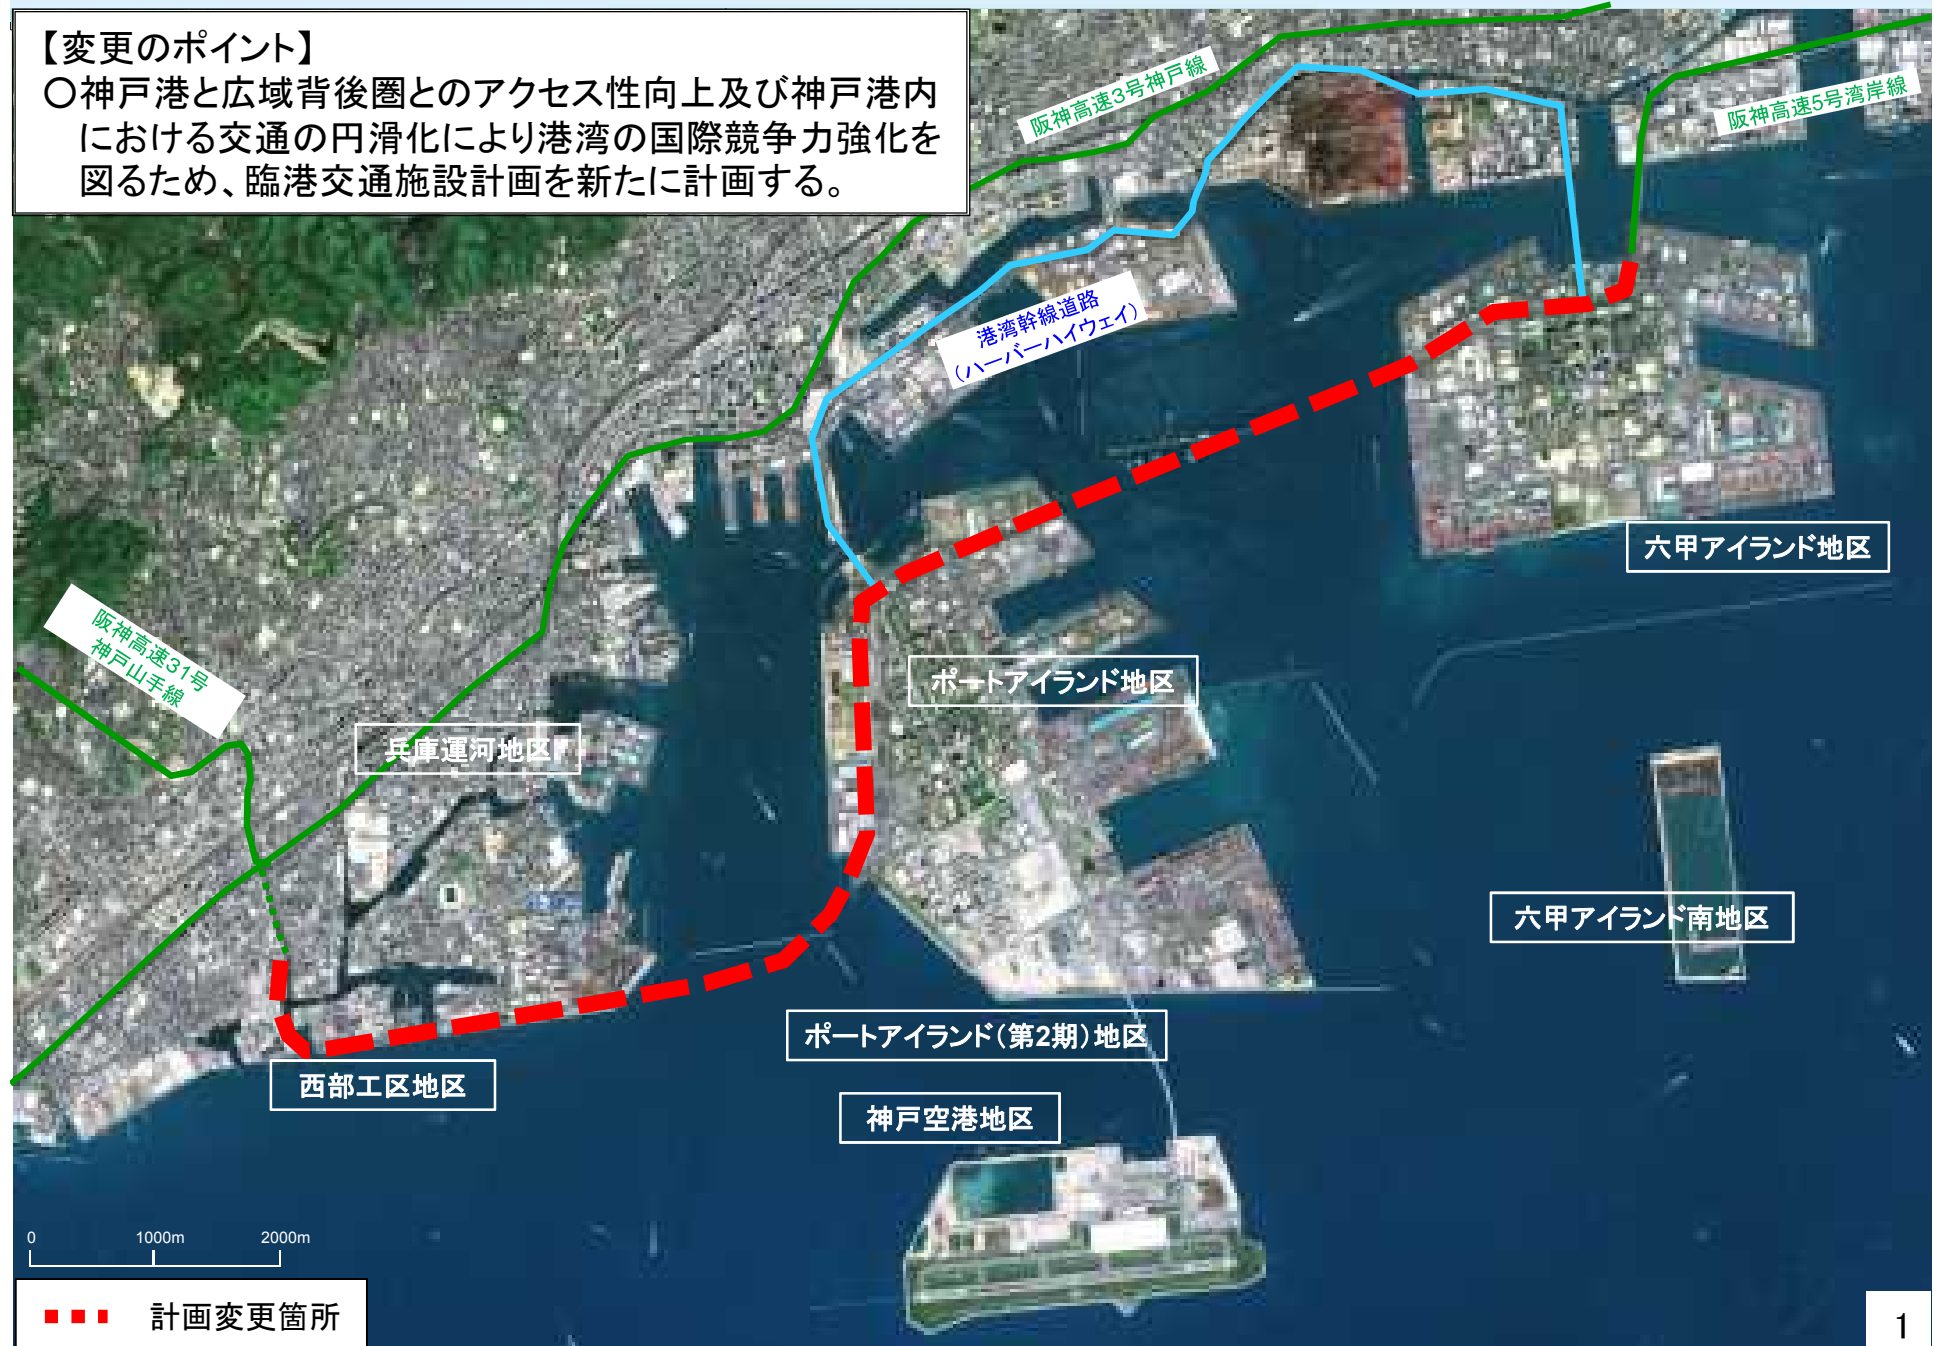 【変更のポイント】
○神戸港と広域背後圏とのアクセス性向上及び神戸港内
における交通の円滑化により港湾の国際競争力強化を
図るため、臨港交通施設計画を新たに計画する。
阪神高速3号神戸線
阪神高速5号湾岸線
港湾幹線道路
（ハーバーハイウェイ）
六甲アイランド地区
阪神高速31号
神戸山手線
ポートアイランド地区
兵庫運河地区
六甲アイランド南地区
ポートアイランド（第2期）地区
西部工区地区
神戸空港地区
0 1000m 2000m
計画変更箇所
1